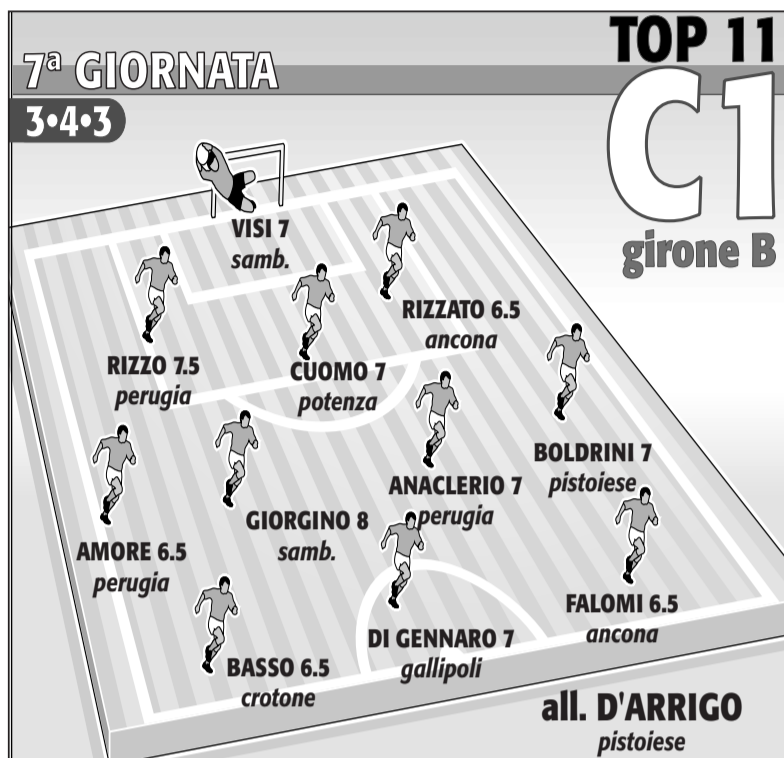 7ª GIORNATA
3•4•3
TOP 11
C1
girone B
VISI 7
samb.
RIZZO 7.5
perugia
CUOMO 7
potenza
RIZZATO 6.5
ancona
AMORE 6.5
perugia
GIORGINO 8
samb.
ANACLERIO 7
perugia
BOLDRINI 7
pistoiese
BASSO 6.5
crotone
DI GENNARO 7
gallipoli
FALOMI 6.5
ancona
all. D'ARRIGO
pistoiese